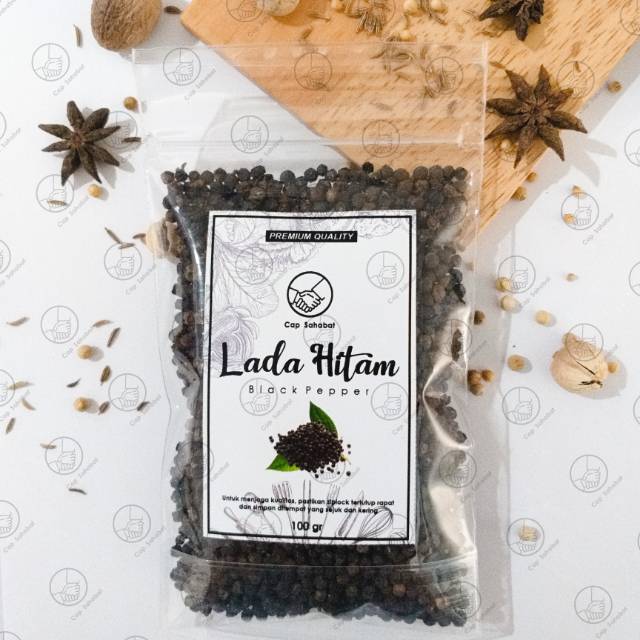 PREMIUM QUALITY
Cap Sahabat
Lada Hitam
Black Pepper
Untuk menjaga kualitas, pastikan ziplock tertutup rapat
dan simpan ditempat yang sejuk dan kering
100 gr